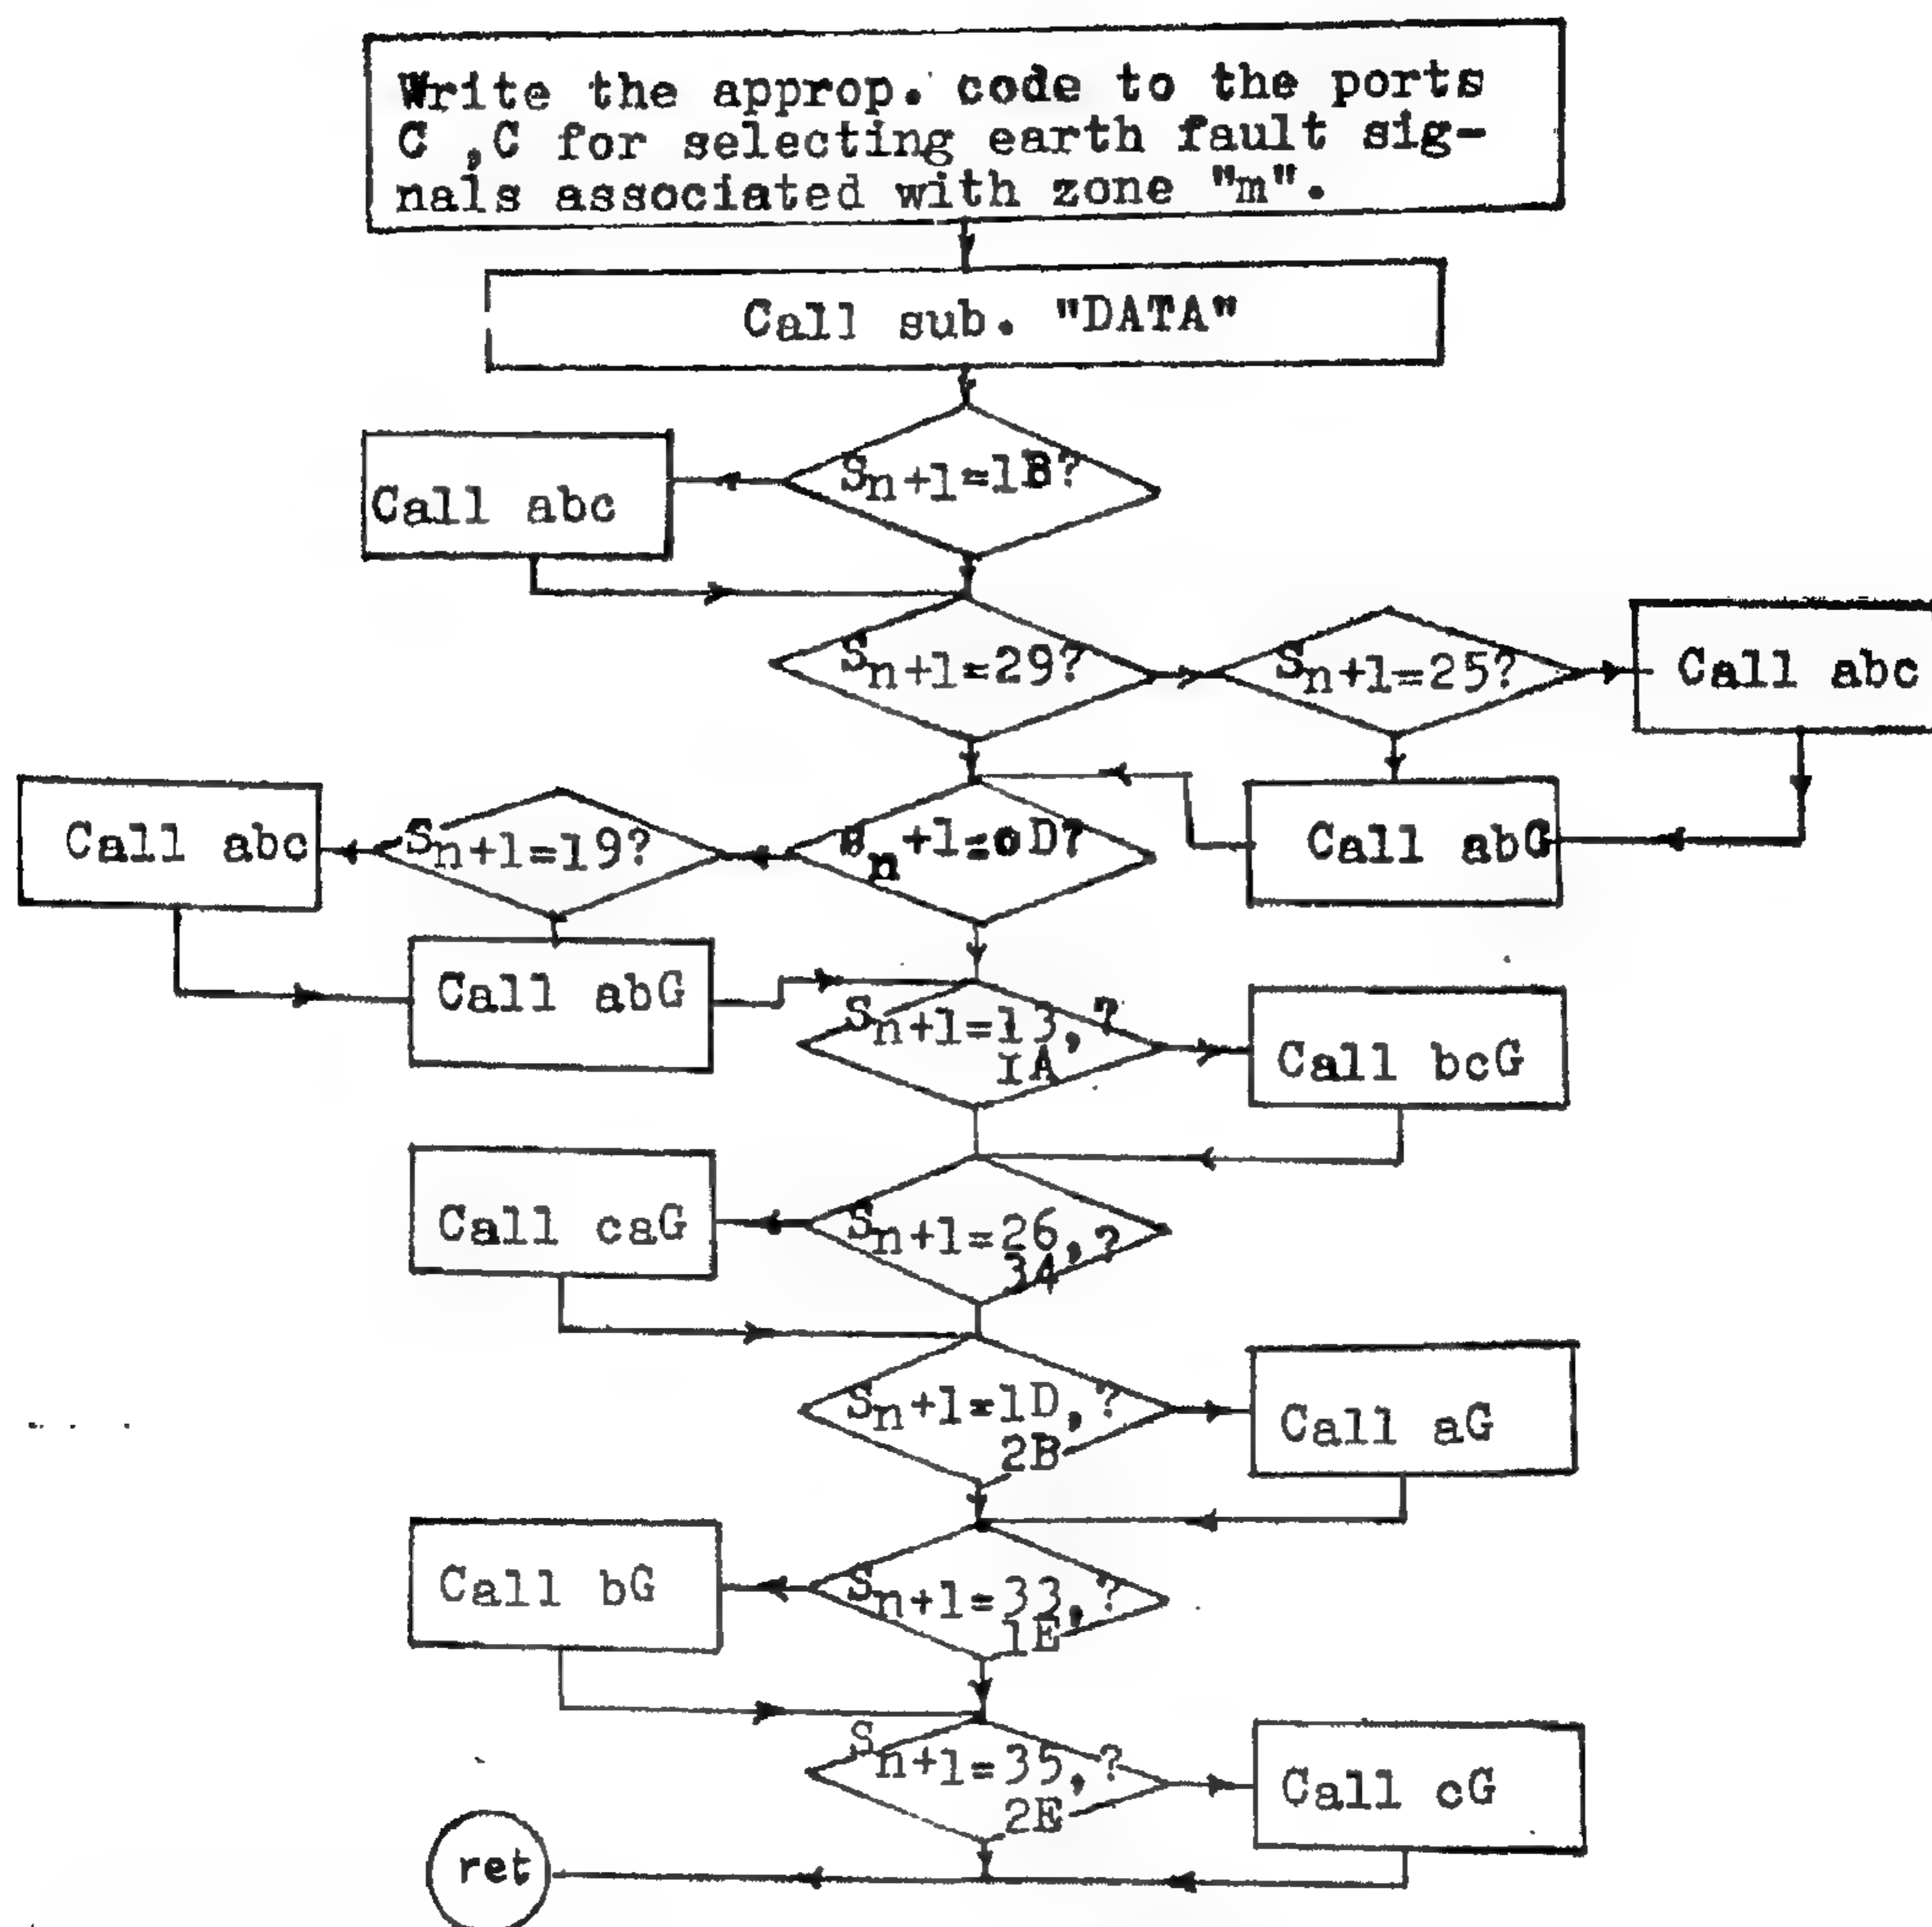 Write the approp. code to the ports
C ,C for selecting earth fault sig-
nals associated with zone "m".
Call sub. "DATA"
Sn+1=1B?
Call abc
Sn+1=29?
Sn+1=25?
Call abc
Call abc
Sn+1=19?
Sn+1=0D?
Call abG
Call abG
Sn+1=13,?
1A
Call bcG
Call caG
Sn+1=26,?
34
Sn+1=1D,?
2B
Call aG
Call bG
Sn+1=33,?
1E
Sn+1=35,?
2E
Call cG
ret